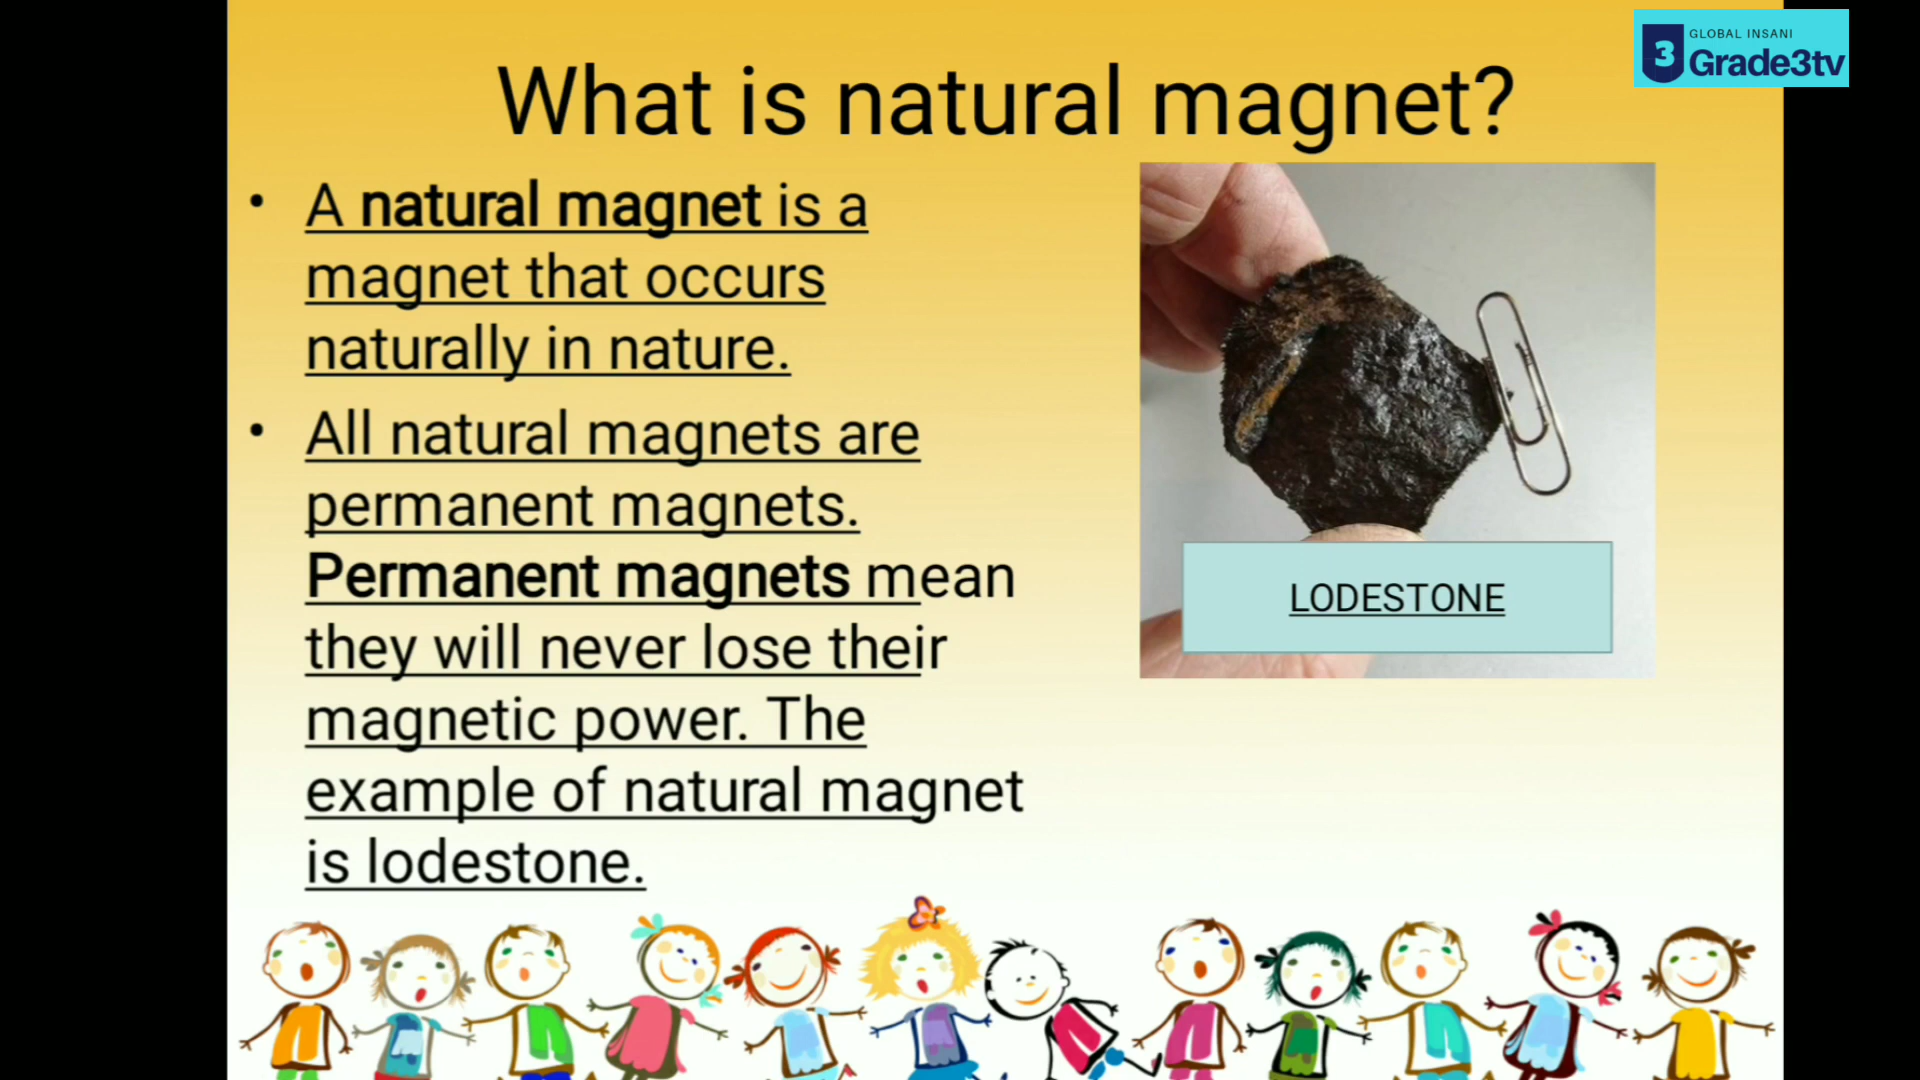 GLOBAL INSANI
3 Grade3tv
What is natural magnet?
• A natural magnet is a
magnet that occurs
naturally in nature.
• All natural magnets are
permanent magnets.
Permanent magnets mean
they will never lose their
magnetic power. The
example of natural magnet
is lodestone.
LODESTONE